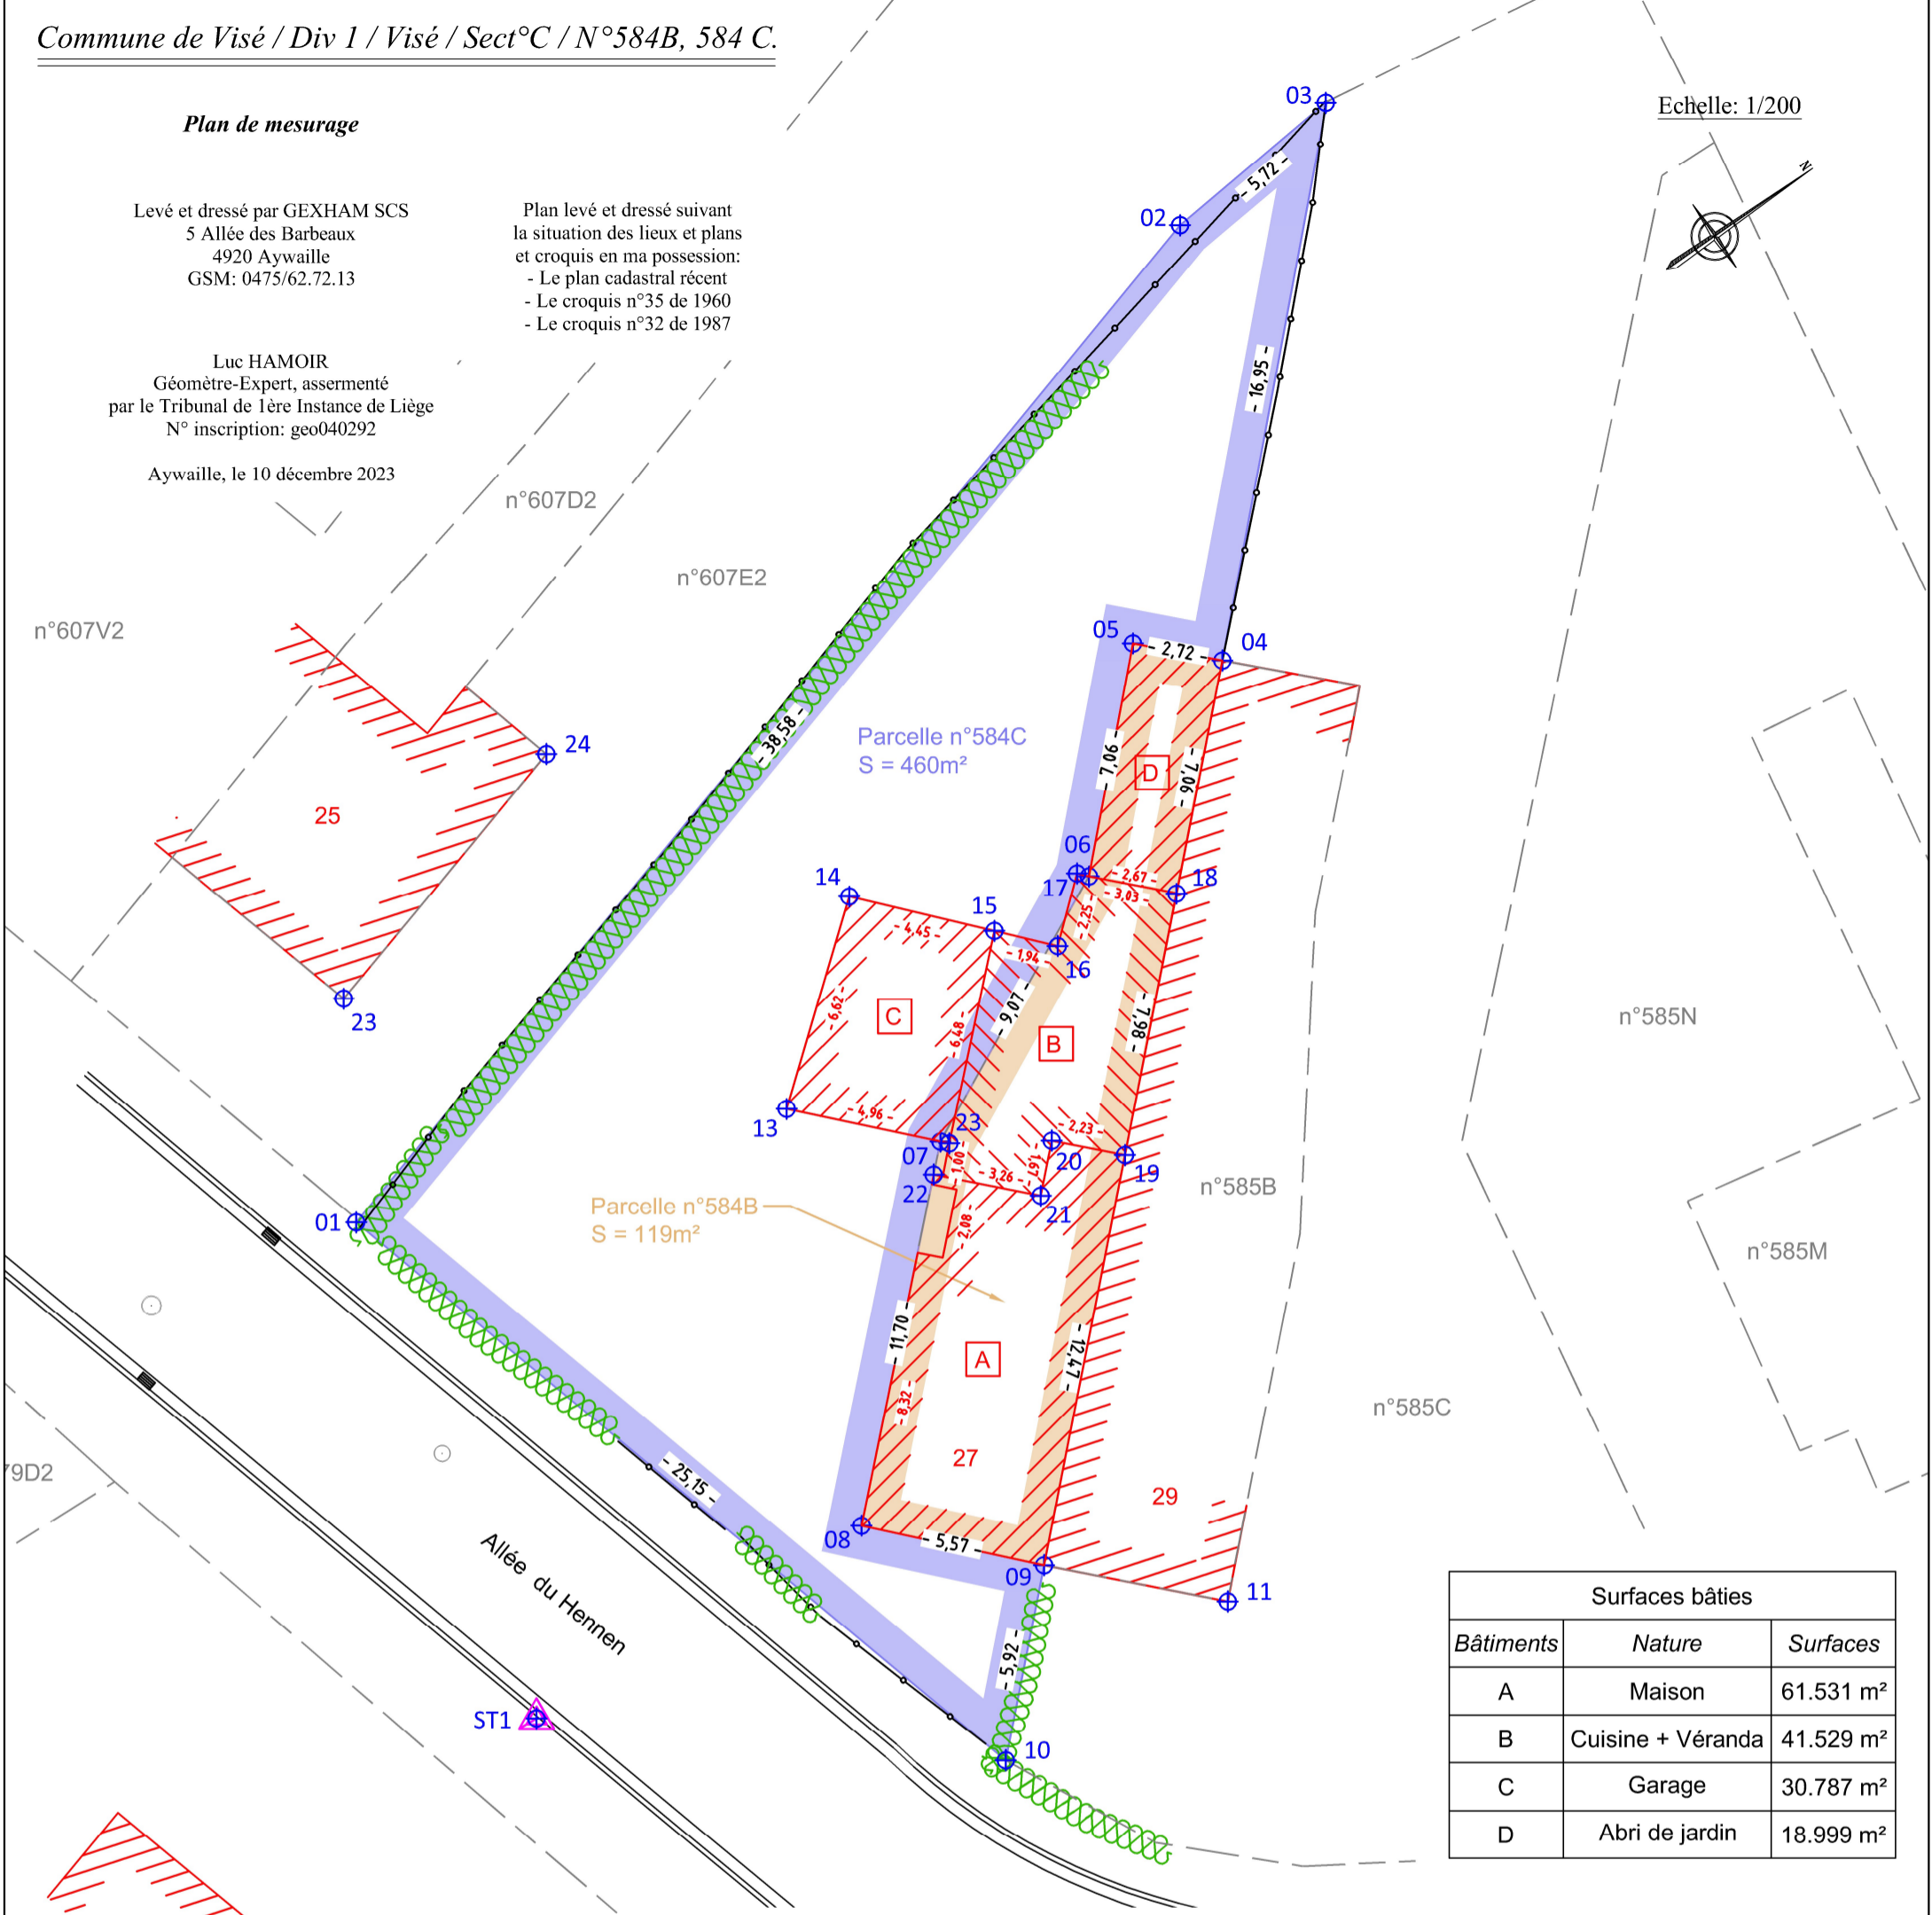 Commune de Visé / Div 1 / Visé / Sect°C / N°584B, 584 C.
Plan de mesurage
Echelle: 1/200
N
Levé et dressé par GEXHAM SCS
5 Allée des Barbeaux
4920 Aywaille
GSM: 0475/62.72.13
Plan levé et dressé suivant
la situation des lieux et plans
et croquis en ma possession:
- Le plan cadastral récent
- Le croquis n°35 de 1960
- Le croquis n°32 de 1987
Luc HAMOIR
Géomètre-Expert, assermenté
par le Tribunal de 1ère Instance de Liège
N° inscription: geo040292
Aywaille, le 10 décembre 2023
03
- 5,72 -
02
- 16,95 -
n°607D2
n°607E2
n°607V2
05
- 2,72 -
04
24
- 38,58 -
Parcelle n°584C
S = 460m²
- 7,06 -
D
- 7,06 -
25
06
17
- 2,67 -
- 3,03 -
18
14
15
- 4,45 -
- 2,25 -
- 1,94 -
16
- 6,62 -
C
- 6,48 -
- 9,07 -
B
- 7,98 -
23
n°585N
13
- 4,96 -
23
07
- 1,00 -
- 2,23 -
20
19
- 1,67 -
- 3,26 -
22
21
n°585B
Parcelle n°584B
S = 119m²
- 2,08 -
01
n°585M
- 11,70 -
A
- 12,47 -
- 8,32 -
n°585C
27
29
79D2
- 25,15 -
08
- 5,57 -
09
11
Allée du Hennen
- 5,92 -
ST1
10
Surfaces bâties
Bâtiments Nature Surfaces
A Maison 61.531 m²
B Cuisine + Véranda 41.529 m²
C Garage 30.787 m²
D Abri de jardin 18.999 m²